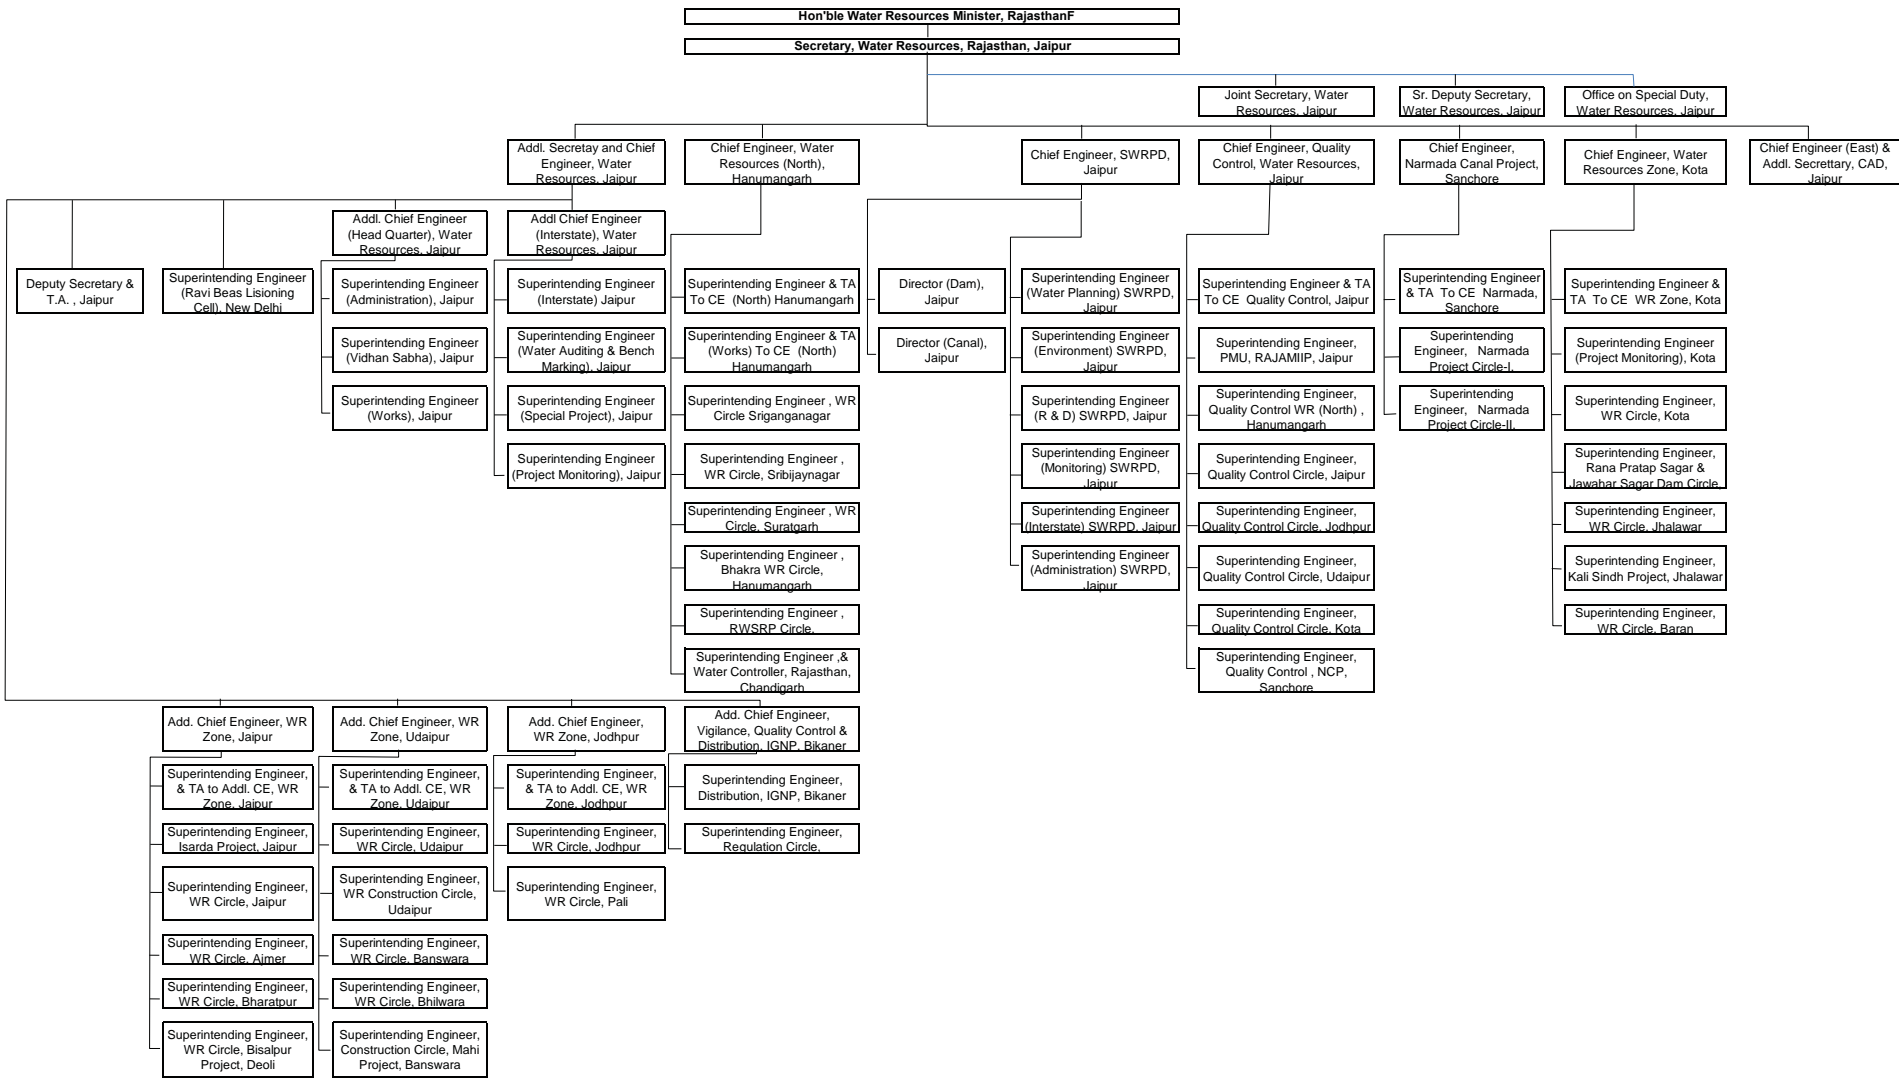 Hon'ble Water Resources Minister, RajasthanF
Secretary, Water Resources, Rajasthan, Jaipur
Joint Secretary, Water
Resources, Jaipur
Sr. Deputy Secretary,
Water Resources, Jaipur
Office on Special Duty,
Water Resources, Jaipur
Addl. Secretay and Chief
Engineer, Water
Resources, Jaipur
Chief Engineer, Water
Resources (North),
Hanumangarh
Chief Engineer, SWRPD,
Jaipur
Chief Engineer, Quality
Control, Water Resources,
Jaipur
Chief Engineer,
Narmada Canal Project,
Sanchore
Chief Engineer, Water
Resources Zone, Kota
Chief Engineer (East) &
Addl. Secrettary, CAD,
Jaipur
Addl. Chief Engineer
(Head Quarter), Water
Resources, Jaipur
Addl Chief Engineer
(Interstate), Water
Resources, Jaipur
Deputy Secretary &
T.A. , Jaipur
Superintending Engineer
(Ravi Beas Lisioning
Cell), New Delhi
Superintending Engineer
(Administration), Jaipur
Superintending Engineer
(Vidhan Sabha), Jaipur
Superintending Engineer
(Works), Jaipur
Superintending Engineer
(Interstate) Jaipur
Superintending Engineer
(Water Auditing & Bench
Marking), Jaipur
Superintending Engineer
(Special Project), Jaipur
Superintending Engineer
(Project Monitoring), Jaipur
Superintending Engineer & TA
To CE (North) Hanumangarh
Superintending Engineer & TA
(Works) To CE (North)
Hanumangarh
Superintending Engineer , WR
Circle Sriganganagar
Superintending Engineer ,
WR Circle, Sribijaynagar
Superintending Engineer , WR
Circle, Suratgarh
Superintending Engineer ,
Bhakra WR Circle,
Hanumangarh
Superintending Engineer ,
RWSRP Circle,
Superintending Engineer ,&
Water Controller, Rajasthan,
Chandigarh
Director (Dam),
Jaipur
Director (Canal),
Jaipur
Superintending Engineer
(Water Planning) SWRPD,
Jaipur
Superintending Engineer
(Environment) SWRPD,
Jaipur
Superintending Engineer
(R & D) SWRPD, Jaipur
Superintending Engineer
(Monitoring) SWRPD,
Jaipur
Superintending Engineer
(Interstate) SWRPD, Jaipur
Superintending Engineer
(Administration) SWRPD,
Jaipur
Superintending Engineer & TA
To CE Quality Control, Jaipur
Superintending Engineer,
PMU, RAJAMIIP, Jaipur
Superintending Engineer,
Quality Control WR (North) ,
Hanumangarh
Superintending Engineer,
Quality Control Circle, Jaipur
Superintending Engineer,
Quality Control Circle, Jodhpur
Superintending Engineer,
Quality Control Circle, Udaipur
Superintending Engineer,
Quality Control Circle, Kota
Superintending Engineer,
Quality Control , NCP,
Sanchore
Superintending Engineer
& TA To CE Narmada,
Sanchore
Superintending
Engineer, Narmada
Project Circle-I,
Superintending
Engineer, Narmada
Project Circle-II,
Superintending Engineer &
TA To CE WR Zone, Kota
Superintending Engineer
(Project Monitoring), Kota
Superintending Engineer,
WR Circle, Kota
Superintending Engineer,
Rana Pratap Sagar &
Jawahar Sagar Dam Circle,
Superintending Engineer,
WR Circle, Jhalawar
Superintending Engineer,
Kali Sindh Project, Jhalawar
Superintending Engineer,
WR Circle, Baran
Add. Chief Engineer, WR
Zone, Jaipur
Add. Chief Engineer, WR
Zone, Udaipur
Add. Chief Engineer,
WR Zone, Jodhpur
Add. Chief Engineer,
Vigilance, Quality Control &
Distribution, IGNP, Bikaner
Superintending Engineer,
& TA to Addl. CE, WR
Zone, Jaipur
Superintending Engineer,
Isarda Project, Jaipur
Superintending Engineer,
WR Circle, Jaipur
Superintending Engineer,
WR Circle, Ajmer
Superintending Engineer,
WR Circle, Bharatpur
Superintending Engineer,
WR Circle, Bisalpur
Project, Deoli
Superintending Engineer,
& TA to Addl. CE, WR
Zone, Udaipur
Superintending Engineer,
WR Circle, Udaipur
Superintending Engineer,
WR Construction Circle,
Udaipur
Superintending Engineer,
WR Circle, Banswara
Superintending Engineer,
WR Circle, Bhilwara
Superintending Engineer,
Construction Circle, Mahi
Project, Banswara
Superintending Engineer,
& TA to Addl. CE, WR
Zone, Jodhpur
Superintending Engineer,
WR Circle, Jodhpur
Superintending Engineer,
WR Circle, Pali
Superintending Engineer,
Distribution, IGNP, Bikaner
Superintending Engineer,
Regulation Circle,